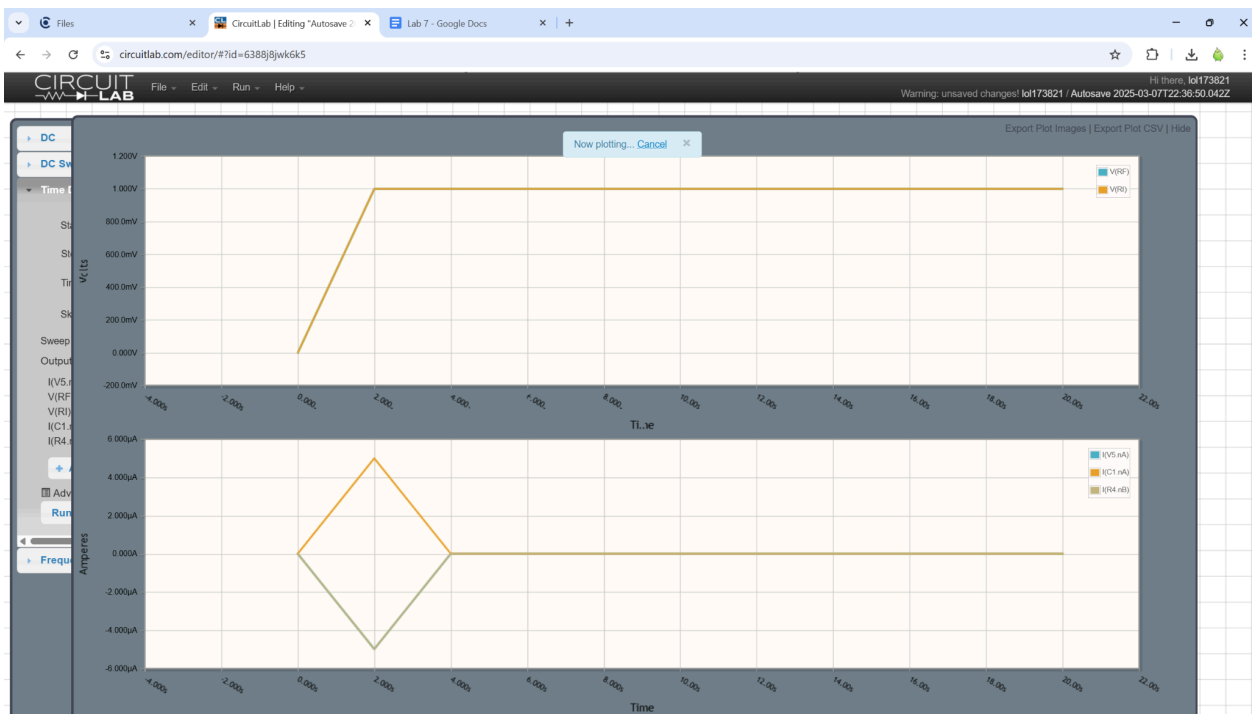 Files
CircuitLab | Editing "Autosave 2
Lab 7 - Google Docs
circuitlab.com/editor/#?id=6388j8jwk6k5
CIRCUIT
LAB
File
Edit
Run
Help
Hi there, lol173821
Warning: unsaved changes! lol173821 / Autosave 2025-03-07T22:36:50.042Z
Export Plot Images | Export Plot CSV | Hide
Now plotting... Cancel
DC
DC Sw
Time D
Sta
Sto
Tim
Sk
Sweep
Output
I(V5.n
V(RF
V(RI)
I(C1.n
I(R4.n
+ A
Adv
Run
Freque
1.200V
1.000V
800.0mV
600.0mV
400.0mV
200.0mV
0.000V
-200.0mV
Volts
V(RF)
V(RI)
-4.000s
-2.000s
0.000s
2.000s
4.000s
8.000s
10.00s
12.00s
14.00s
16.00s
18.00s
20.00s
22.00s
Time
6.000µA
4.000µA
2.000µA
0.000A
-2.000µA
-4.000µA
-6.000µA
Amperes
I(V5.nA)
I(C1.nA)
I(R4.nB)
-4.000s
-2.000s
0.000s
2.000s
4.000s
6.000s
8.000s
10.00s
12.00s
14.00s
16.00s
18.00s
20.00s
22.00s
Time